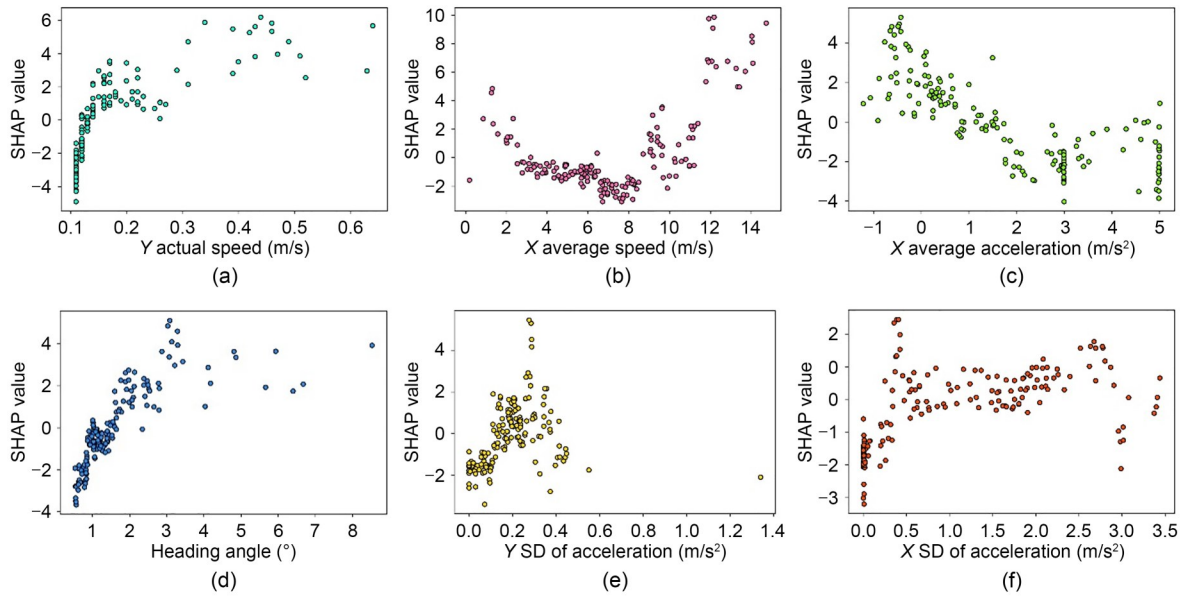 6
4
2
0
−2
−4
SHAP value
0.1 0.2 0.3 0.4 0.5 0.6
Y actual speed (m/s)
(a)
10
8
6
4
2
0
−2
SHAP value
0 2 4 6 8 10 12 14
X average speed (m/s)
(b)
4
2
0
−2
−4
SHAP value
−1 0 1 2 3 4 5
X average acceleration (m/s²)
(c)
4
2
0
−2
−4
SHAP value
1 2 3 4 5 6 7 8
Heading angle (°)
(d)
4
2
0
−2
SHAP value
0.0 0.2 0.4 0.6 0.8 1.0 1.2 1.4
Y SD of acceleration (m/s²)
(e)
2
0
0
−2
−2
−3
SHAP value
0.0 0.5 1.0 1.5 2.0 2.5 3.0 3.5
X SD of acceleration (m/s²)
(f)